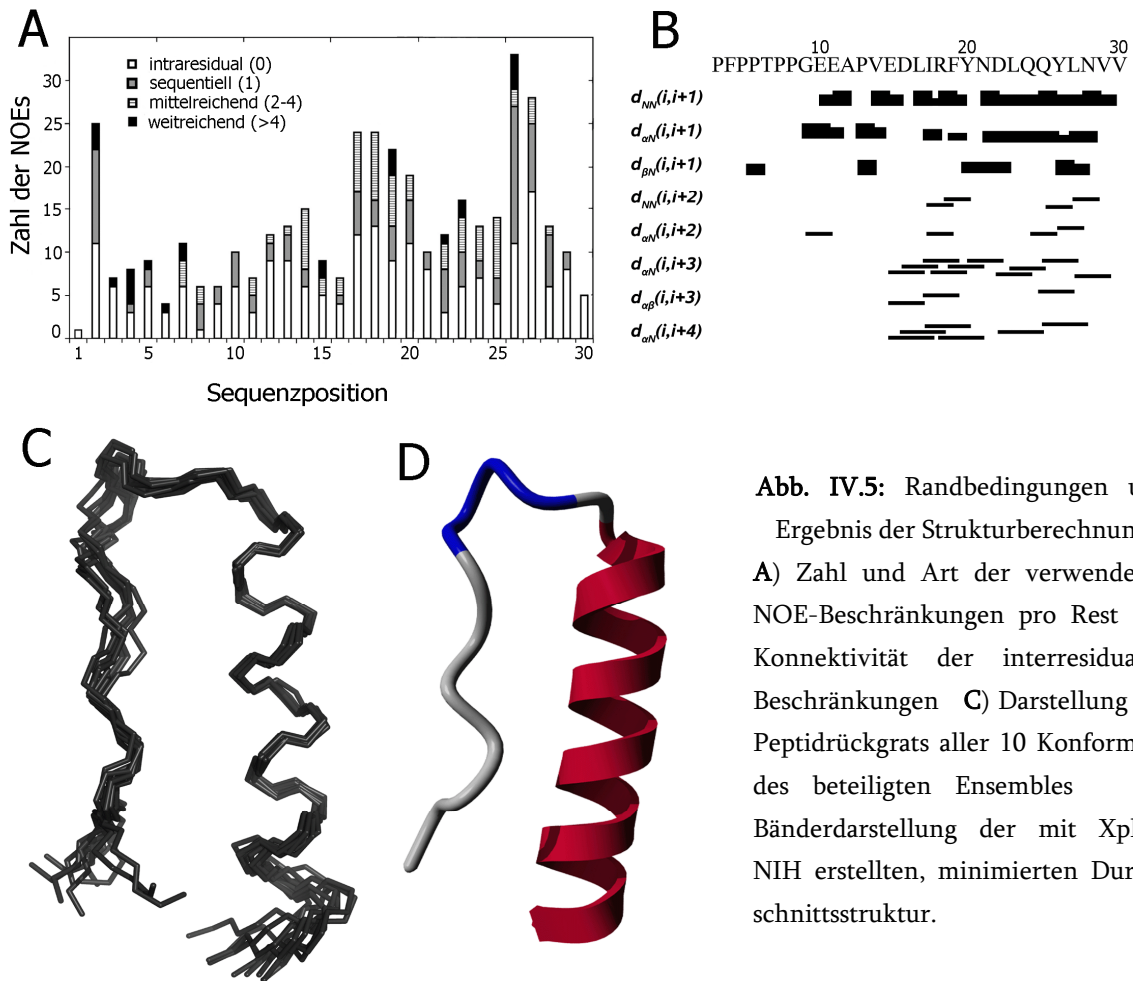 A
Zahl der NOEs
30
25
20
15
10
5
0
intraresidual (0)
sequentiell (1)
mittelreichend (2-4)
weitreichend (>4)
1 5 10 15 20 25 30
Sequenzposition
B
10 20 30
PFPPTPPGEEAPVEDLIRFYNDLQQYLNVV
dNN(i,i+1)
dαN(i,i+1)
dβN(i,i+1)
dNN(i,i+2)
dαN(i,i+2)
dαN(i,i+3)
dαβ(i,i+3)
dαN(i,i+4)
C
D
Abb. IV.5: Randbedingungen u
Ergebnis der Strukturberechnun
A) Zahl und Art der verwende
NOE-Beschränkungen pro Rest
Konnektivität der interresidua
Beschränkungen C) Darstellung
Peptidrückgrats aller 10 Konform
des beteiligten Ensembles
Bänderdarstellung der mit Xpl
NIH erstellten, minimierten Dur
schnittsstruktur.